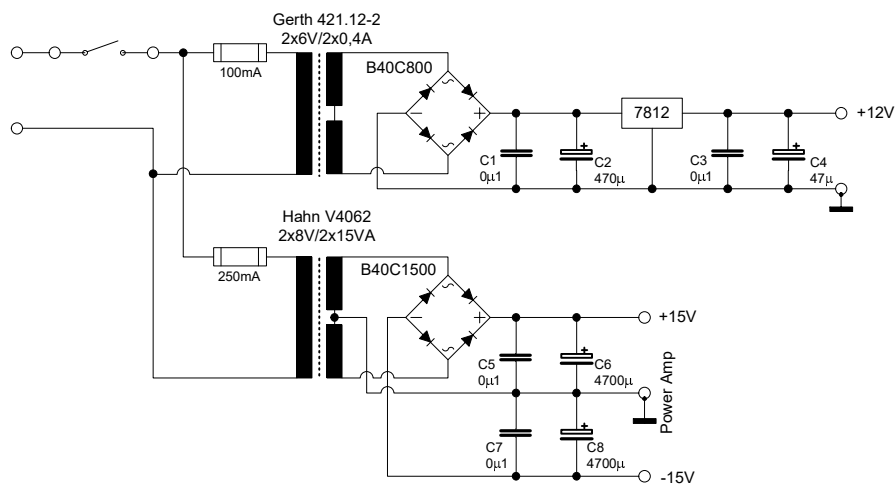 Gerth 421.12-2
2x6V/2x0,4A
100mA
B40C800
7812
+12V
C1
0µ1
+
C2
470µ
C3
0µ1
+
C4
47µ
Hahn V4062
2x8V/2x15VA
250mA
B40C1500
+15V
C5
0µ1
+
C6
4700µ
Power Amp
C7
0µ1
+
C8
4700µ
-15V